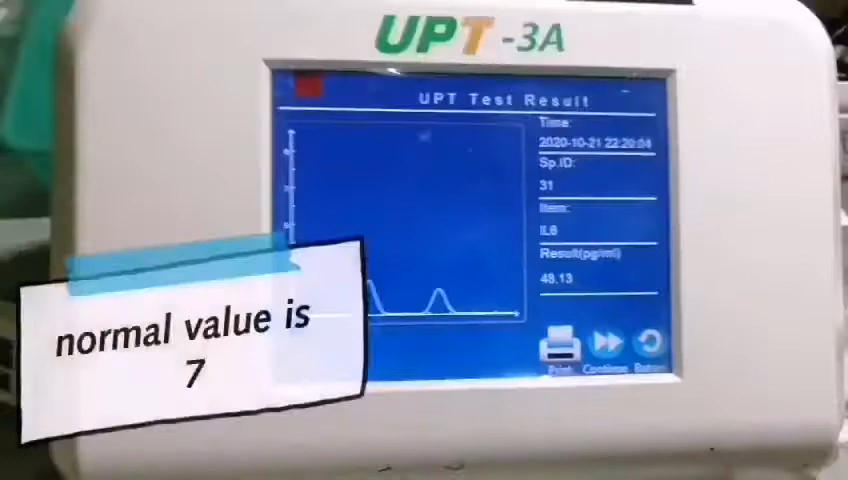 UPT-3A
UPT Test Result
Time:
2020-10-21 22:20:04
Sp.ID:
31
Item:
IL6
Result(pg/ml)
48.13
Print Continue Return
normal value is
7